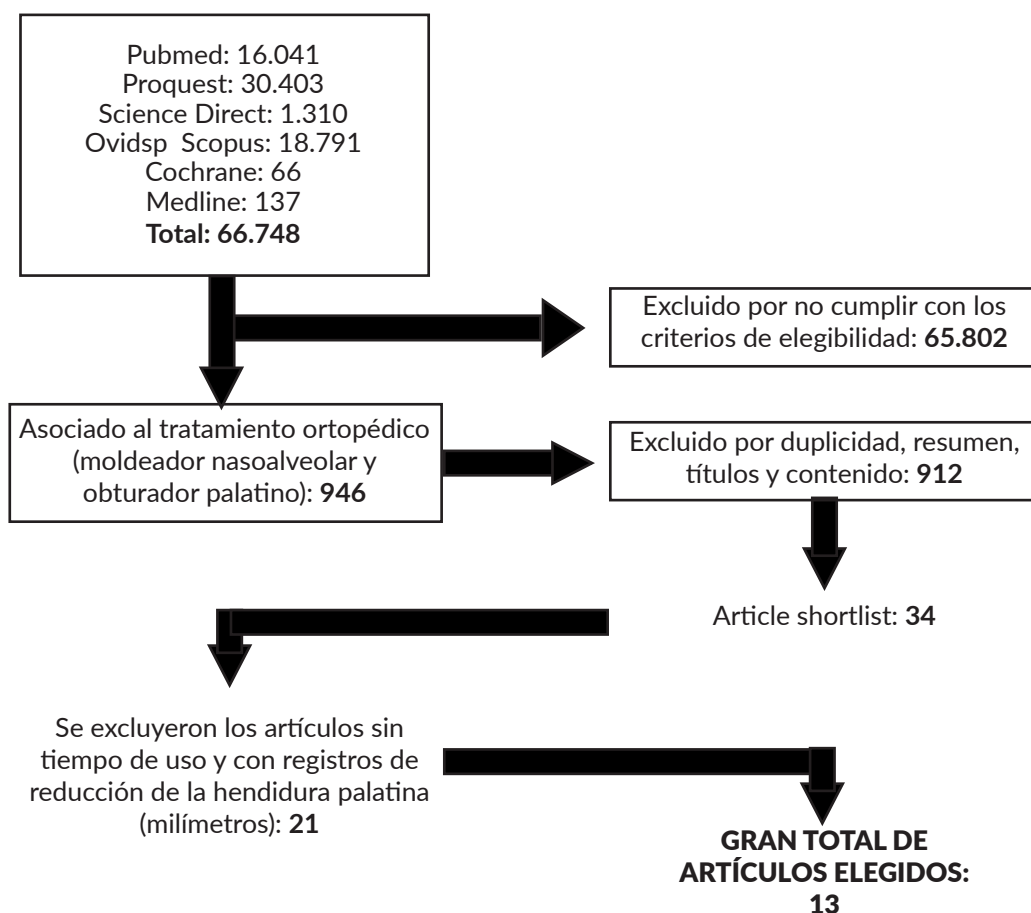 Pubmed: 16.041
Proquest: 30.403
Science Direct: 1.310
Ovidsp Scopus: 18.791
Cochrane: 66
Medline: 137
Total: 66.748
Excluido por no cumplir con los
criterios de elegibilidad: 65.802
Asociado al tratamiento ortopédico
(moldeador nasoalveolar y
obturador palatino): 946
Excluido por duplicidad, resumen,
títulos y contenido: 912
Article shortlist: 34
Se excluyeron los artículos sin
tiempo de uso y con registros de
reducción de la hendidura palatina
(milímetros): 21
GRAN TOTAL DE
ARTÍCULOS ELEGIDOS:
13